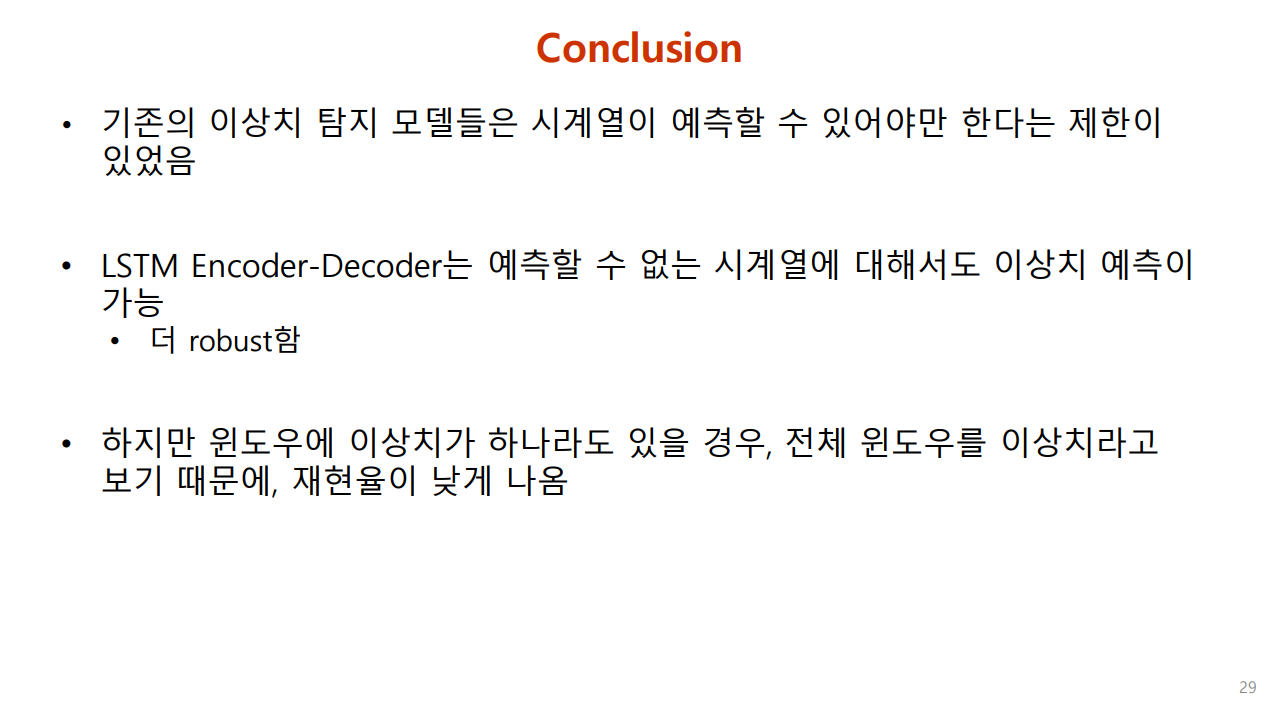 Conclusion
• 기존의 이상치 탐지 모델들은 시계열이 예측할 수 있어야만 한다는 제한이
있었음
• LSTM Encoder-Decoder는 예측할 수 없는 시계열에 대해서도 이상치 예측이
가능
• 더 robust함
• 하지만 윈도우에 이상치가 하나라도 있을 경우, 전체 윈도우를 이상치라고
보기 때문에, 재현율이 낮게 나옴
29